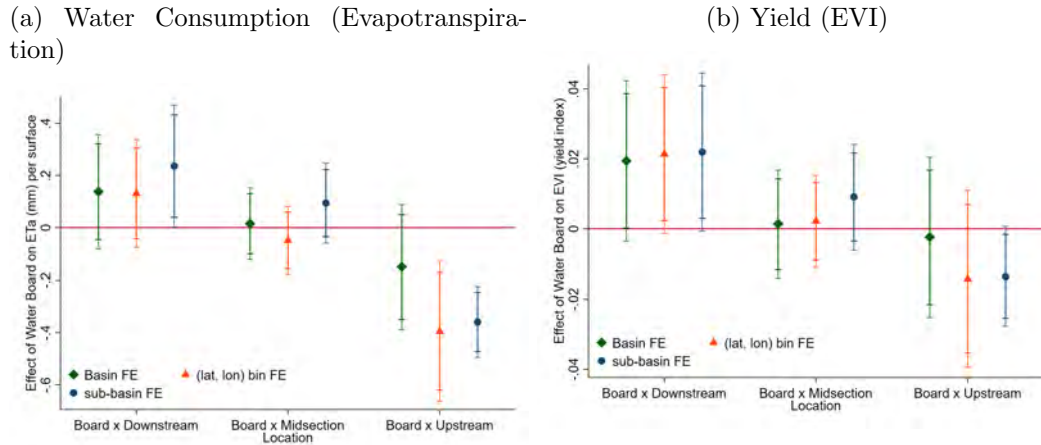 (a) Water Consumption (Evapotranspira-
tion)
Effect of Water Board on ETa (mm) per surface
.4
.2
0
-.2
-.4
-.6
Basin FE
(lat, lon) bin FE
sub-basin FE
Board x Downstream
Board x Midsection
Board x Upstream
Location
(b) Yield (EVI)
Effect of Water Board on EVI (yield index)
.04
.02
0
-.02
-.04
Basin FE
(lat, lon) bin FE
sub-basin FE
Board x Downstream
Board x Midsection
Board x Upstream
Location